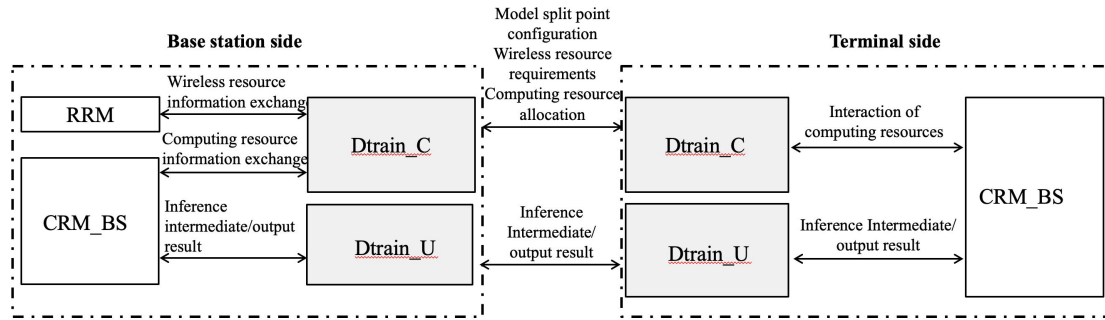 Base station side
Model split point
configuration
Wireless resource
requirements
Computing resource
allocation
Terminal side
Wireless resource
information exchange
RRM
Computing resource
information exchange
Dtrain_C
CRM_BS
Inference
intermediate/output
result
Dtrain_U
Inference
Intermediate/
output result
Dtrain_C
Interaction of
computing resources
Dtrain_U
Inference Intermediate/
output result
CRM_BS